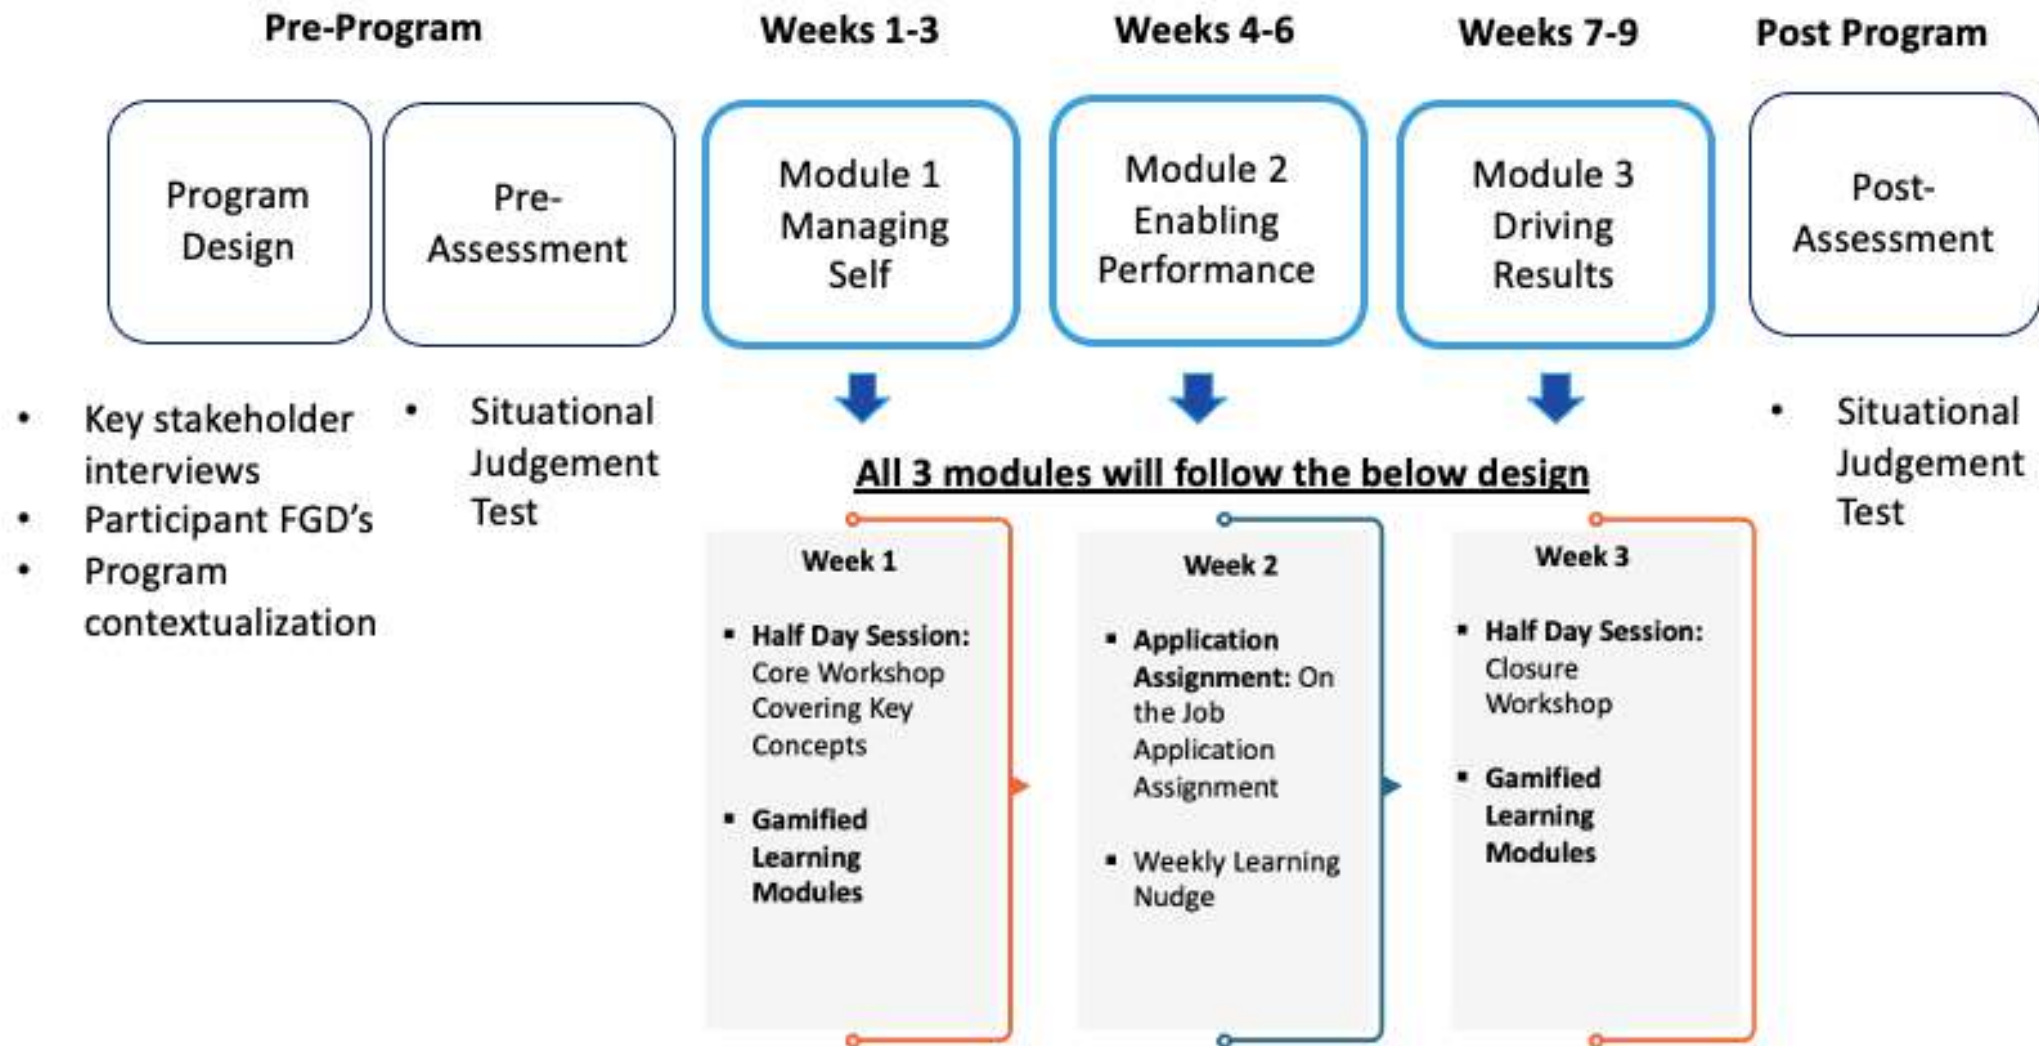 Pre-Program
Weeks 1-3
Weeks 4-6
Weeks 7-9
Post Program
Program
Design
Pre-
Assessment
Module 1
Managing
Self
Module 2
Enabling
Performance
Module 3
Driving
Results
Post-
Assessment
• Key stakeholder
interviews
• Participant FGD’s
• Program
contextualization
• Situational
Judgement
Test
All 3 modules will follow the below design
• Situational
Judgement
Test
Week 1
▪ Half Day Session:
Core Workshop
Covering Key
Concepts
▪ Gamified
Learning
Modules
Week 2
▪ Application
Assignment: On
the Job
Application
Assignment
▪ Weekly Learning
Nudge
Week 3
▪ Half Day Session:
Closure
Workshop
▪ Gamified
Learning
Modules